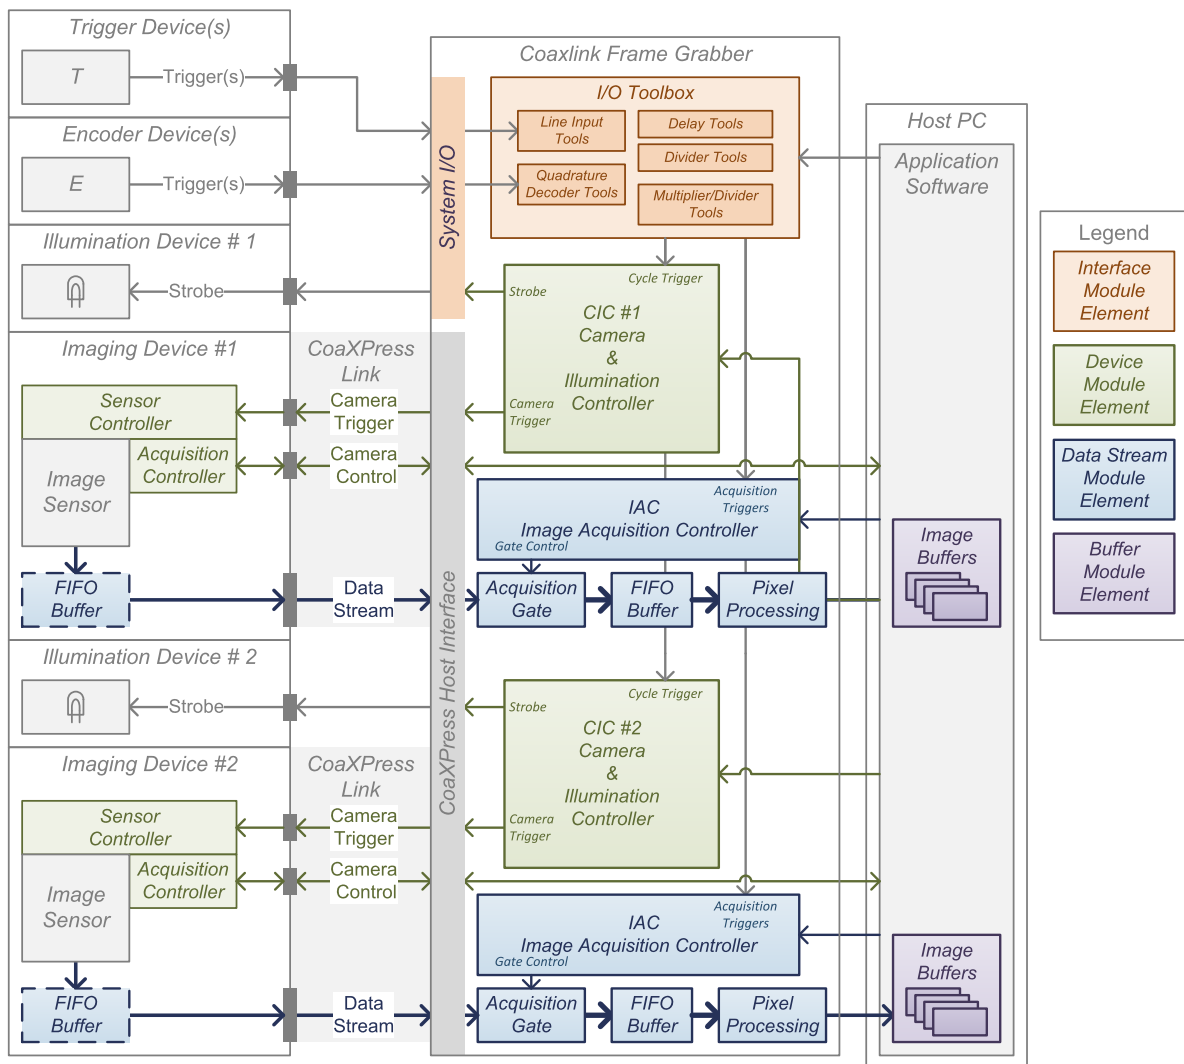 Trigger Device(s)
T
Trigger(s)
Encoder Device(s)
E
Trigger(s)
Illumination Device # 1
Strobe
Imaging Device #1
Sensor
Controller
Acquisition
Controller
Image
Sensor
FIFO
Buffer
CoaXPress
Link
Camera
Trigger
Camera
Control
Data
Stream
Illumination Device # 2
Strobe
Imaging Device #2
Sensor
Controller
Acquisition
Controller
Image
Sensor
FIFO
Buffer
CoaXPress
Link
Camera
Trigger
Camera
Control
Data
Stream
Coaxlink Frame Grabber
System I/O
CoaXPress Host Interface
I/O Toolbox
Line Input
Tools
Quadrature
Decoder Tools
Delay Tools
Divider Tools
Multiplier/Divider
Tools
Cycle Trigger
Strobe
CIC #1
Camera
&
Illumination
Controller
Camera
Trigger
Acquisition
Triggers
IAC
Image Acquisition Controller
Gate Control
Acquisition
Gate
FIFO
Buffer
Pixel
Processing
Cycle Trigger
Strobe
CIC #2
Camera
&
Illumination
Controller
Camera
Trigger
Acquisition
Triggers
IAC
Image Acquisition Controller
Gate Control
Acquisition
Gate
FIFO
Buffer
Pixel
Processing
Host PC
Application
Software
Image
Buffers
Image
Buffers
Legend
Interface
Module
Element
Device
Module
Element
Data Stream
Module
Element
Buffer
Module
Element